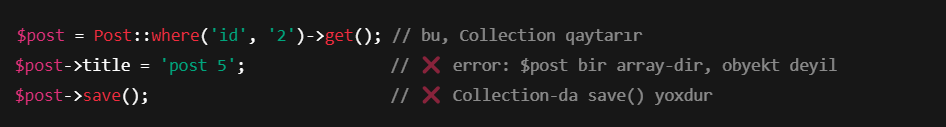 $post = Post::where('id', '2')->get(); // bu, Collection qaytarır
$post->title = 'post 5'; // ❌ error: $post bir array-dir, obyekt deyil
$post->save(); // ❌ Collection-da save() yoxdur